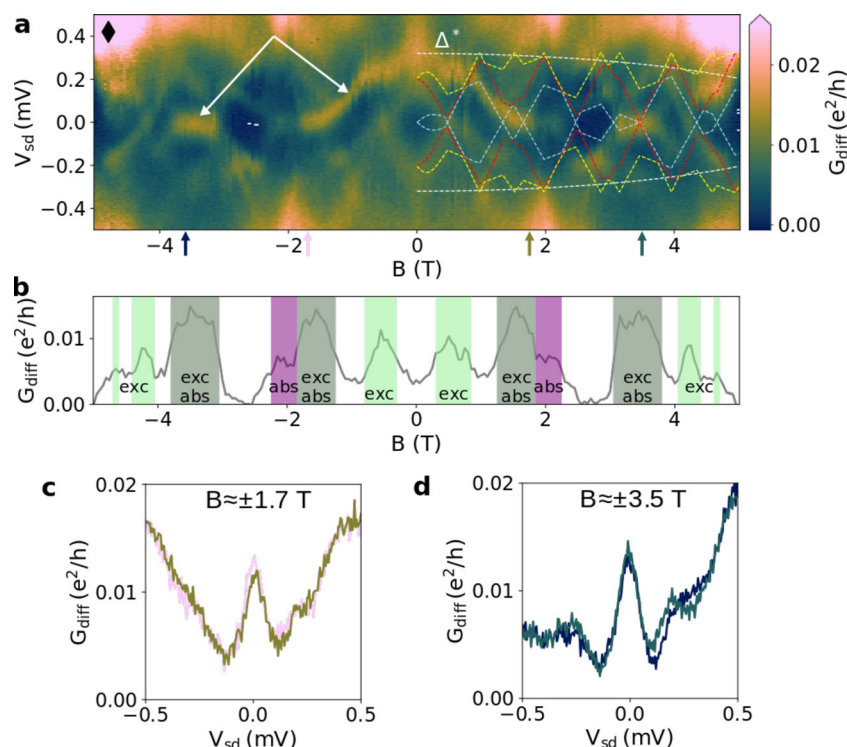 a
0.4
0.2
0.0
−0.2
−0.4
V_sd (mV)
Δ*
−4 −2 0 2 4
B (T)
0.02
0.01
0.00
G_diff (e²/h)
b
G_diff (e²/h)
0.01
0.00
exc exc abs abs exc abs exc exc exc abs abs exc abs exc
−4 −2 0 2 4
B (T)
c
B≈±1.7 T
G_diff (e²/h)
0.02
0.01
0.00
−0.5 0.0 0.5
V_sd (mV)
d
B≈±3.5 T
G_diff (e²/h)
0.02
0.01
0.00
−0.5 0.0 0.5
V_sd (mV)